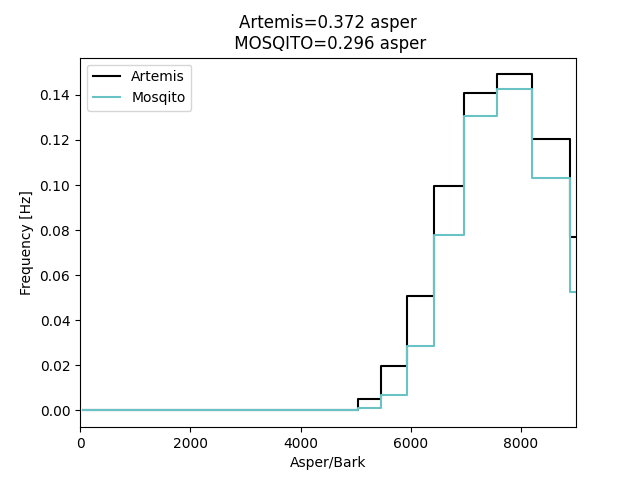 Artemis=0.372 asper
MOSQITO=0.296 asper
Artemis
Mosqito
0.14
0.12
0.10
0.08
0.06
0.04
0.02
0.00
Frequency [Hz]
0
2000
4000
6000
8000
Asper/Bark